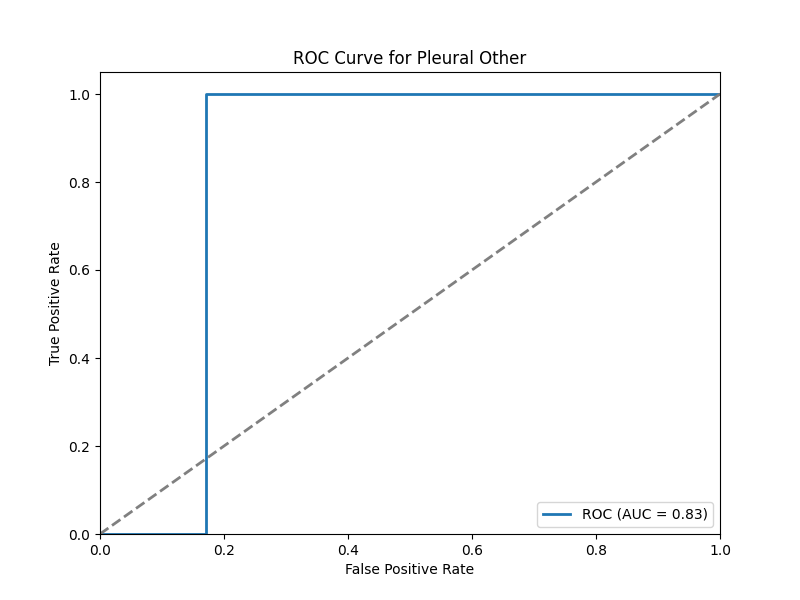 ROC Curve for Pleural Other
True Positive Rate
1.0
0.8
0.6
0.4
0.2
0.0
0.0 0.2 0.4 0.6 0.8 1.0
False Positive Rate
ROC (AUC = 0.83)